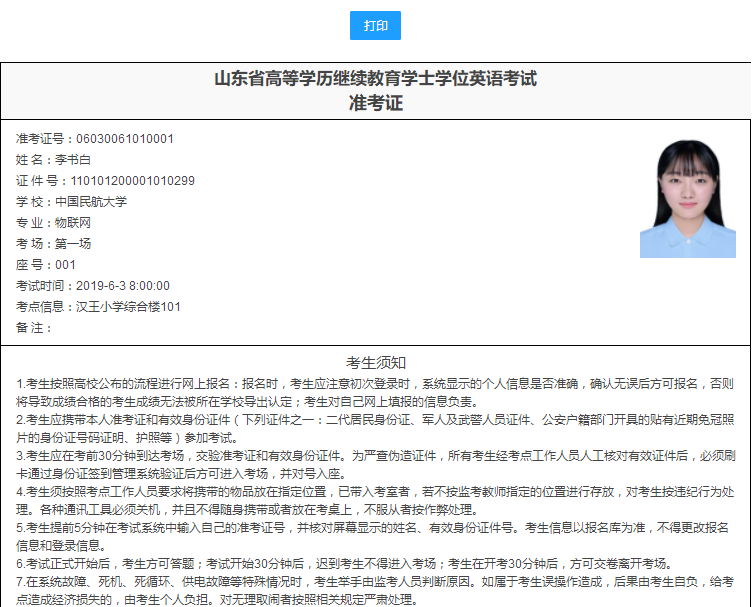 打印
山东省高等学历继续教育学士学位英语考试
准考证
准考证号：06030061010001
姓 名：李书白
证 件 号：110101200001010299
学 校：中国民航大学
专 业：物联网
考 场：第一场
座 号：001
考试时间：2019-6-3 8:00:00
考点信息：汉王小学综合楼101
备 注：
考生须知
1.考生按照高校公布的流程进行网上报名：报名时，考生应注意初次登录时，系统显示的个人信息是否准确，确认无误后方可报名，否则
将导致成绩合格的考生成绩无法被所在学校导出认定；考生对自己网上填报的信息负责。
2.考生应携带本人准考证和有效身份证件（下列证件之一：二代居民身份证、军人及武警人员证件、公安户籍部门开具的贴有近期免冠照
片的身份证号码证明、护照等）参加考试。
3.考生应在考前30分钟到达考场，交验准考证和有效身份证件。为严查伪造证件，所有考生经考点工作人员人工核对有效证件后，必须刷
卡通过身份证签到管理系统验证后方可进入考场，并对号入座。
4.考生须按照考点工作人员要求将携带的物品放在指定位置，已带入考室者，若不按监考教师指定的位置进行存放，对考生按违纪行为处
理。各种通讯工具必须关机，并且不得随身携带或者放在考桌上，不服从者按作弊处理。
5.考生提前5分钟在考试系统中输入自己的准考证号，并核对屏幕显示的姓名、有效身份证件号。考生信息以报名库为准，不得更改报名
信息和登录信息。
6.考试正式开始后，考生方可答题；考试开始30分钟后，迟到考生不得进入考场；考生在开考30分钟后，方可交卷离开考场。
7.在系统故障、死机、死循环、供电故障等特殊情况时，考生举手由监考人员判断原因。如属于考生误操作造成，后果由考生自负，给考
点造成经济损失的，由考生个人负担。对无理取闹者按照相关规定严肃处理。